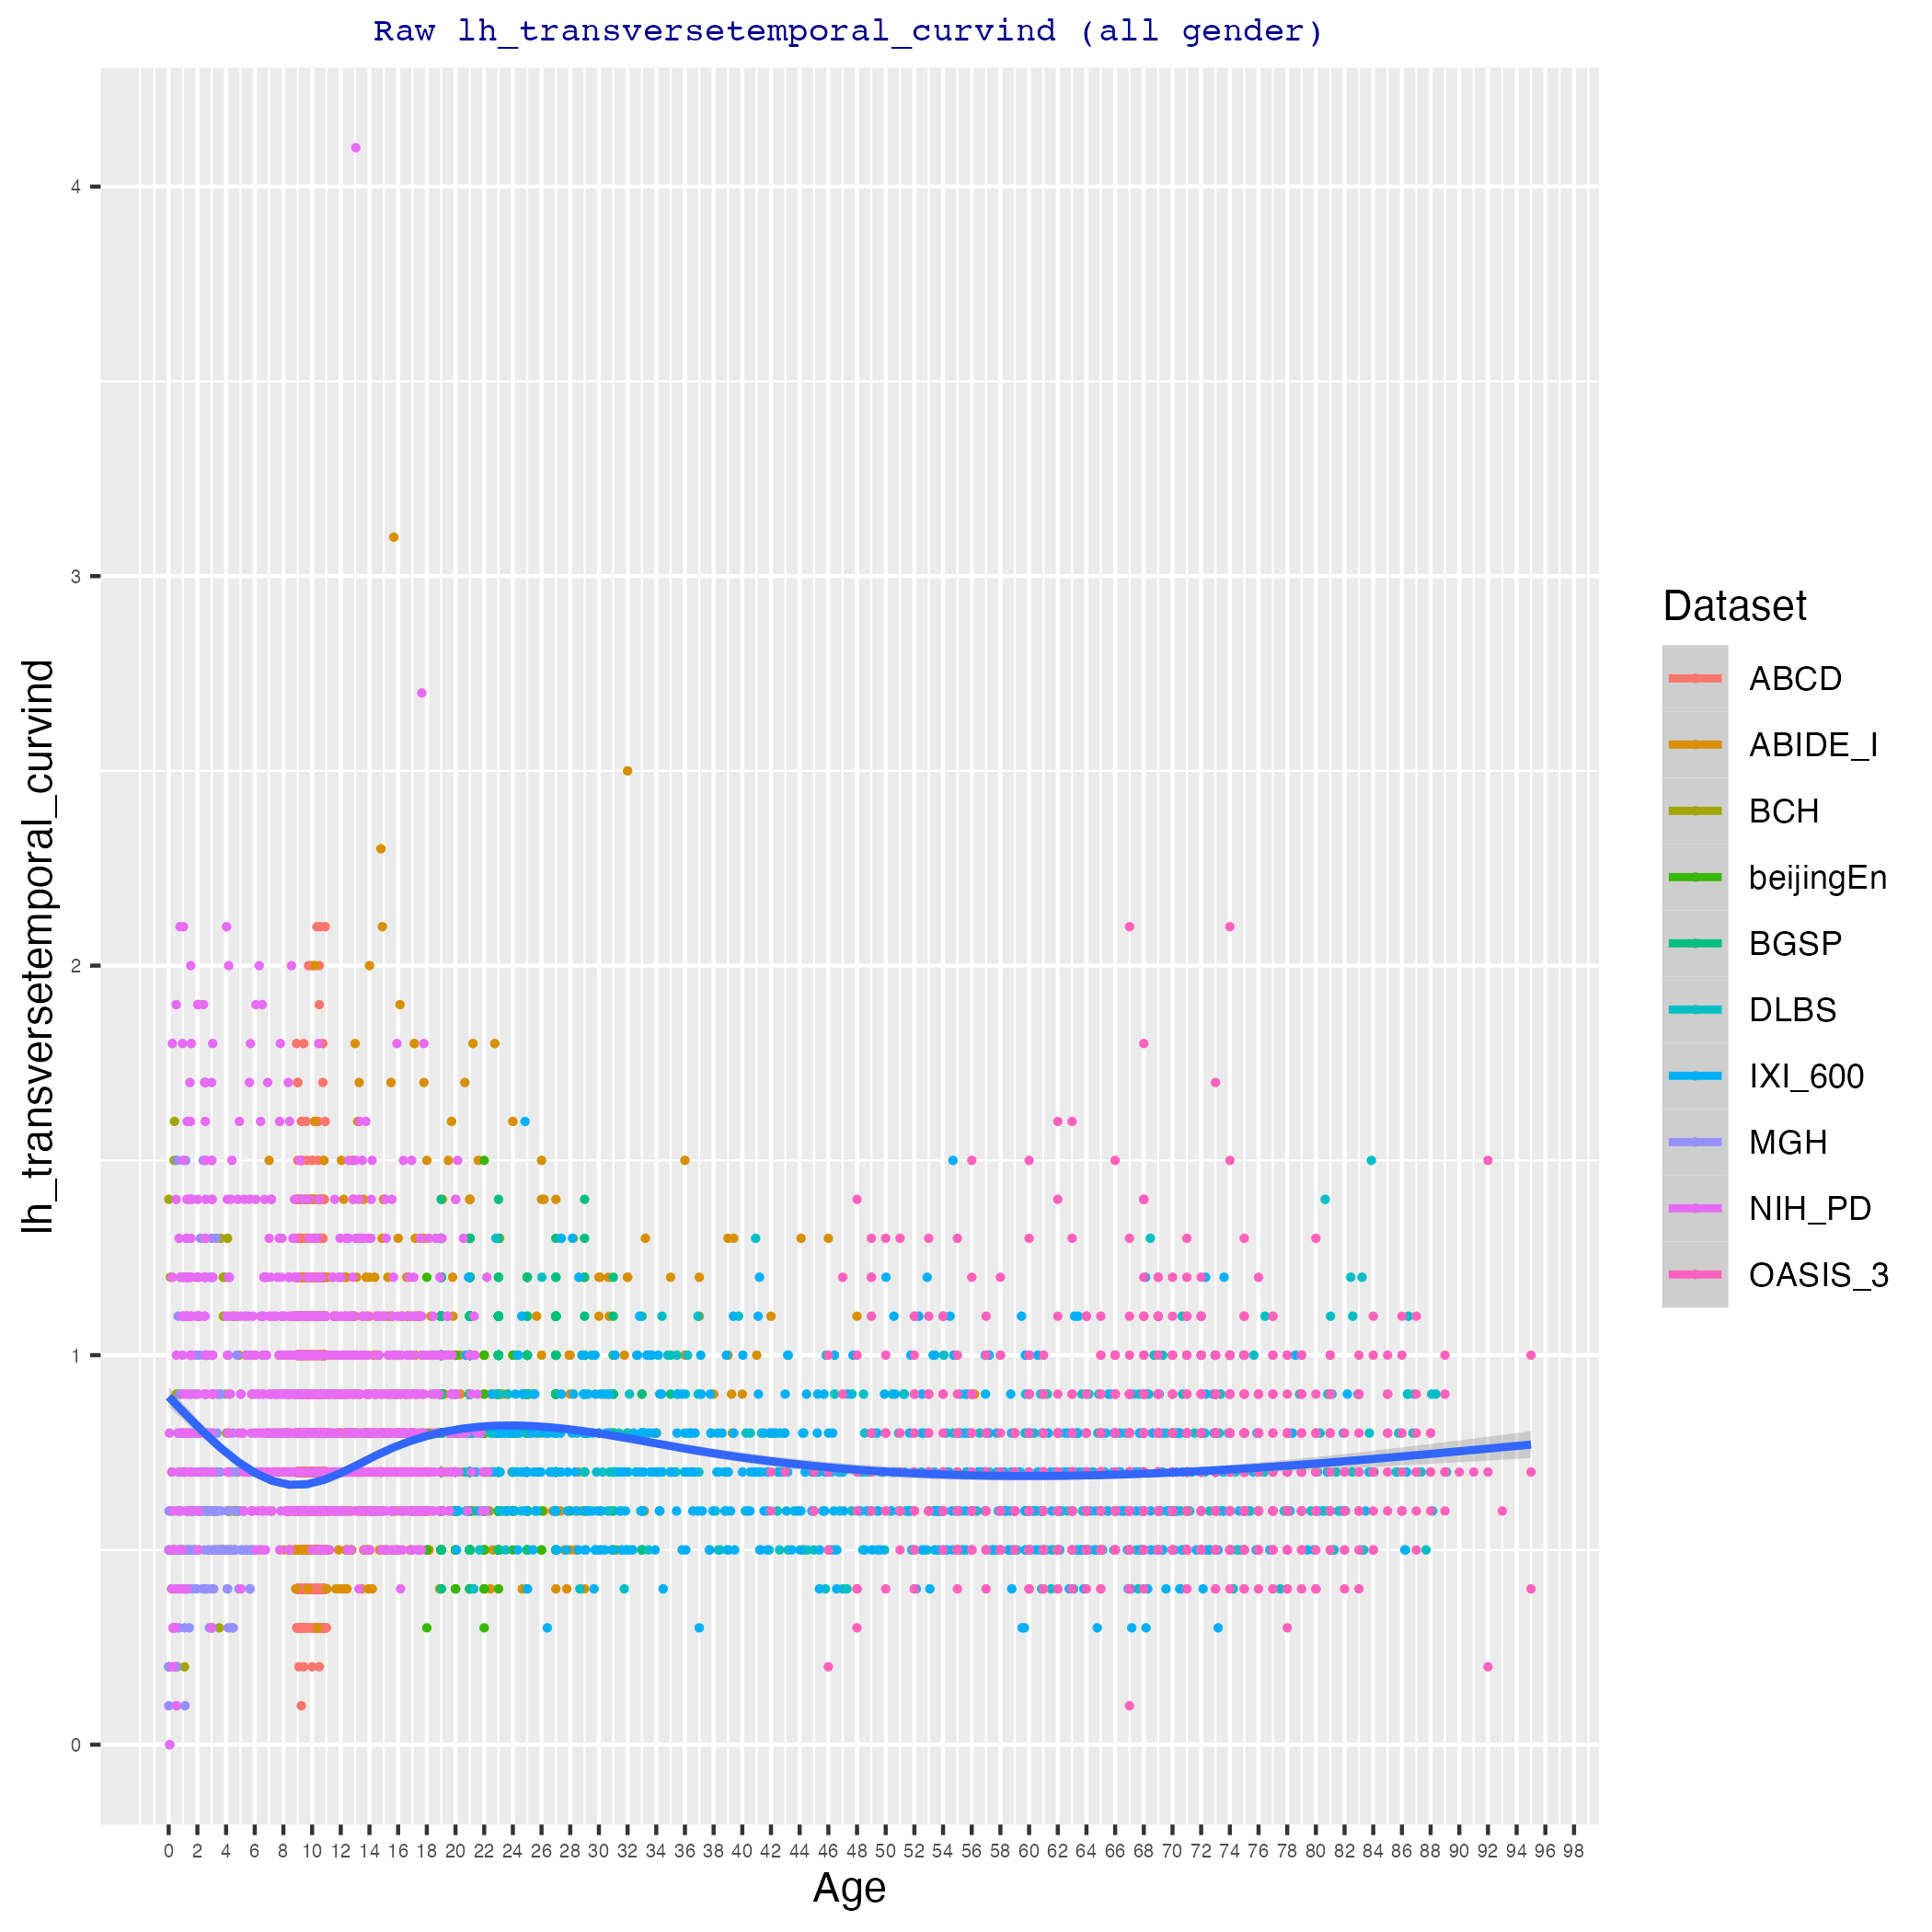 Raw lh_transversetemporal_curvind (all gender)
lh_transversetemporal_curvind
4
3
2
1
0
0 2 4 6 8 10 12 14 16 18 20 22 24 26 28 30 32 34 36 38 40 42 44 46 48 50 52 54 56 58 60 62 64 66 68 70 72 74 76 78 80 82 84 86 88 90 92 94 96 98
Age
Dataset
ABCD
ABIDE_I
BCH
beijingEn
BGSP
DLBS
IXI_600
MGH
NIH_PD
OASIS_3